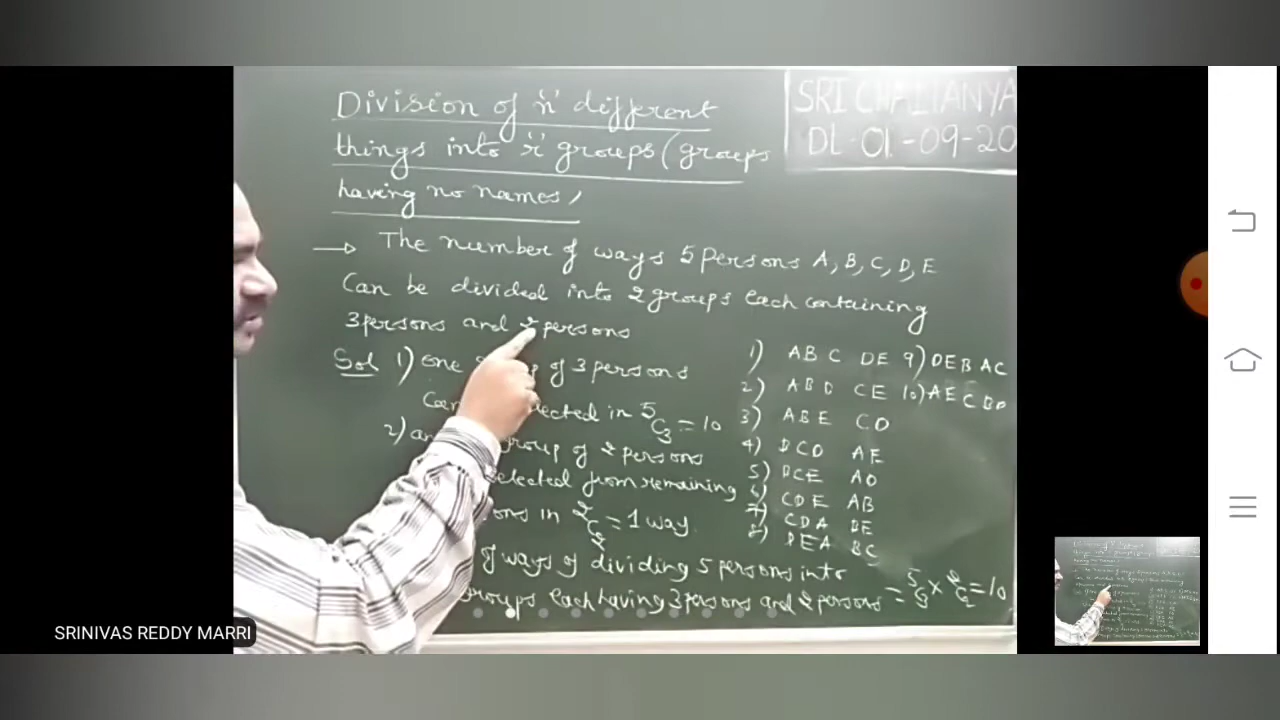 Division of 'n' different
things into 'r' groups (groups
having no names)
SRI CHAITANYA
DL-01-09-20
→ The number of ways 5 persons A, B, C, D, E
Can be divided into 2 groups each containing
3 persons and 2 persons
Sol 1) One of 3 persons
in 5C3 = 10
2) group of 2 persons
selected from remaining
in 2C2 = 1 way.
of ways of dividing 5 persons into
groups each having 3 persons and 2 persons = 5C3 × 2C2 = 10
1) ABC DE 9) DEB AC
2) ABD CE 10) AEC BD
3) ABE CD
4) BCD AE
5) BCE AD
6) CDE AB
7) CDA BE
8) DEA BC
SRINIVAS REDDY MARRI